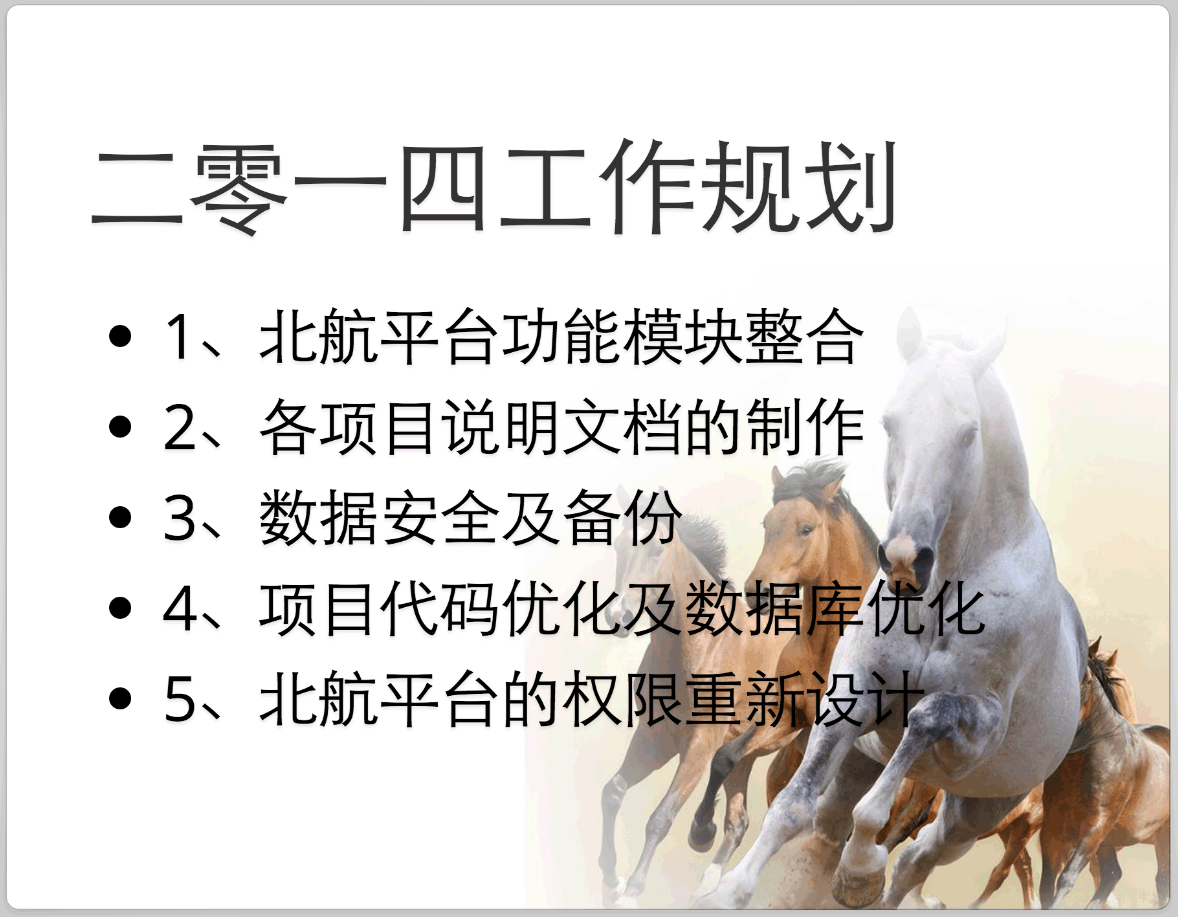 二零一四工作规划
• 1、北航平台功能模块整合
• 2、各项目说明文档的制作
• 3、数据安全及备份
• 4、项目代码优化及数据库优化
• 5、北航平台的权限重新设计